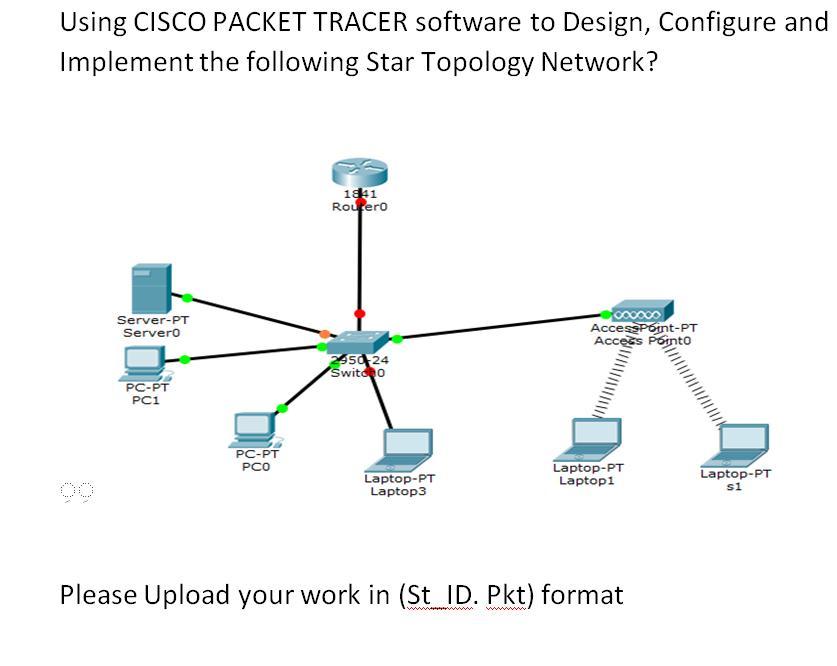 Using CISCO PACKET TRACER software to Design, Configure and
Implement the following Star Topology Network?
1841
Router0
Server-PT
Server0
AccessPoint-PT
Access Point0
2950-24
Switch0
PC-PT
PC1
PC-PT
PC0
Laptop-PT
Laptop3
Laptop-PT
Laptop1
Laptop-PT
s1
Please Upload your work in (St_ID. Pkt) format